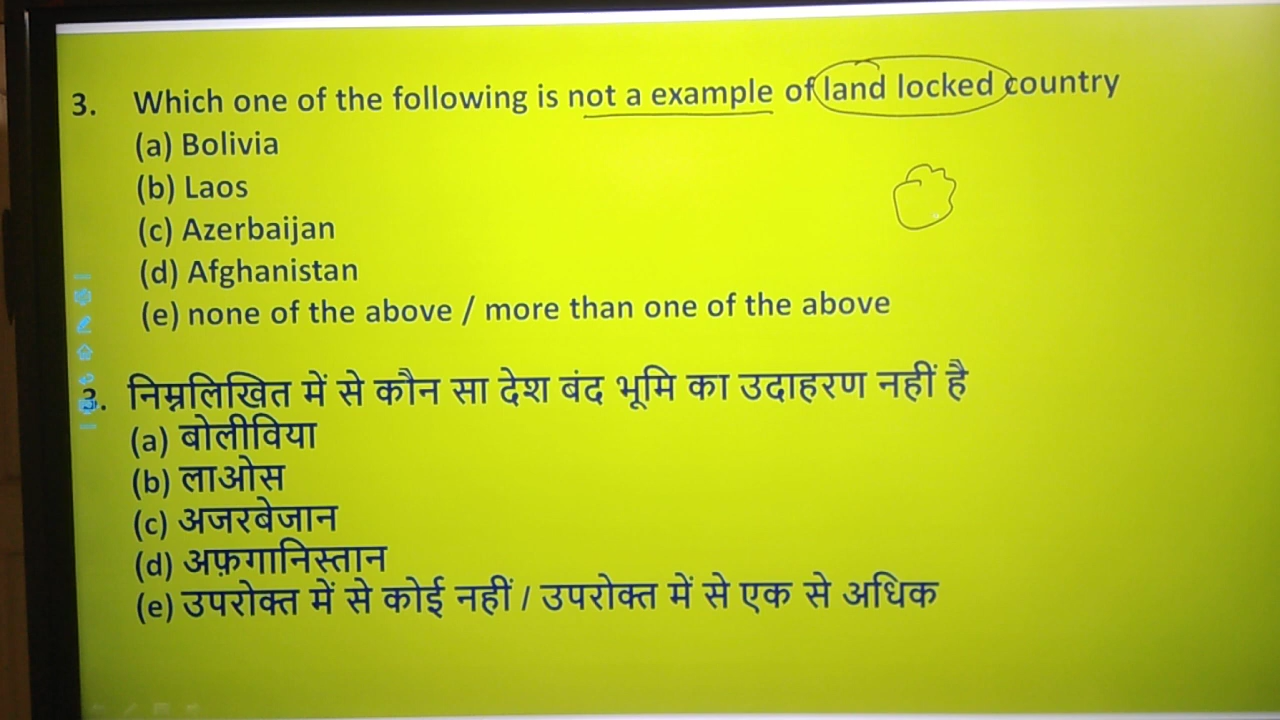 3. Which one of the following is not a example of land locked country
(a) Bolivia
(b) Laos
(c) Azerbaijan
(d) Afghanistan
(e) none of the above / more than one of the above
3. निम्नलिखित में से कौन सा देश बंद भूमि का उदाहरण नहीं है
(a) बोलीविया
(b) लाओस
(c) अजरबेजान
(d) अफ़गानिस्तान
(e) उपरोक्त में से कोई नहीं / उपरोक्त में से एक से अधिक